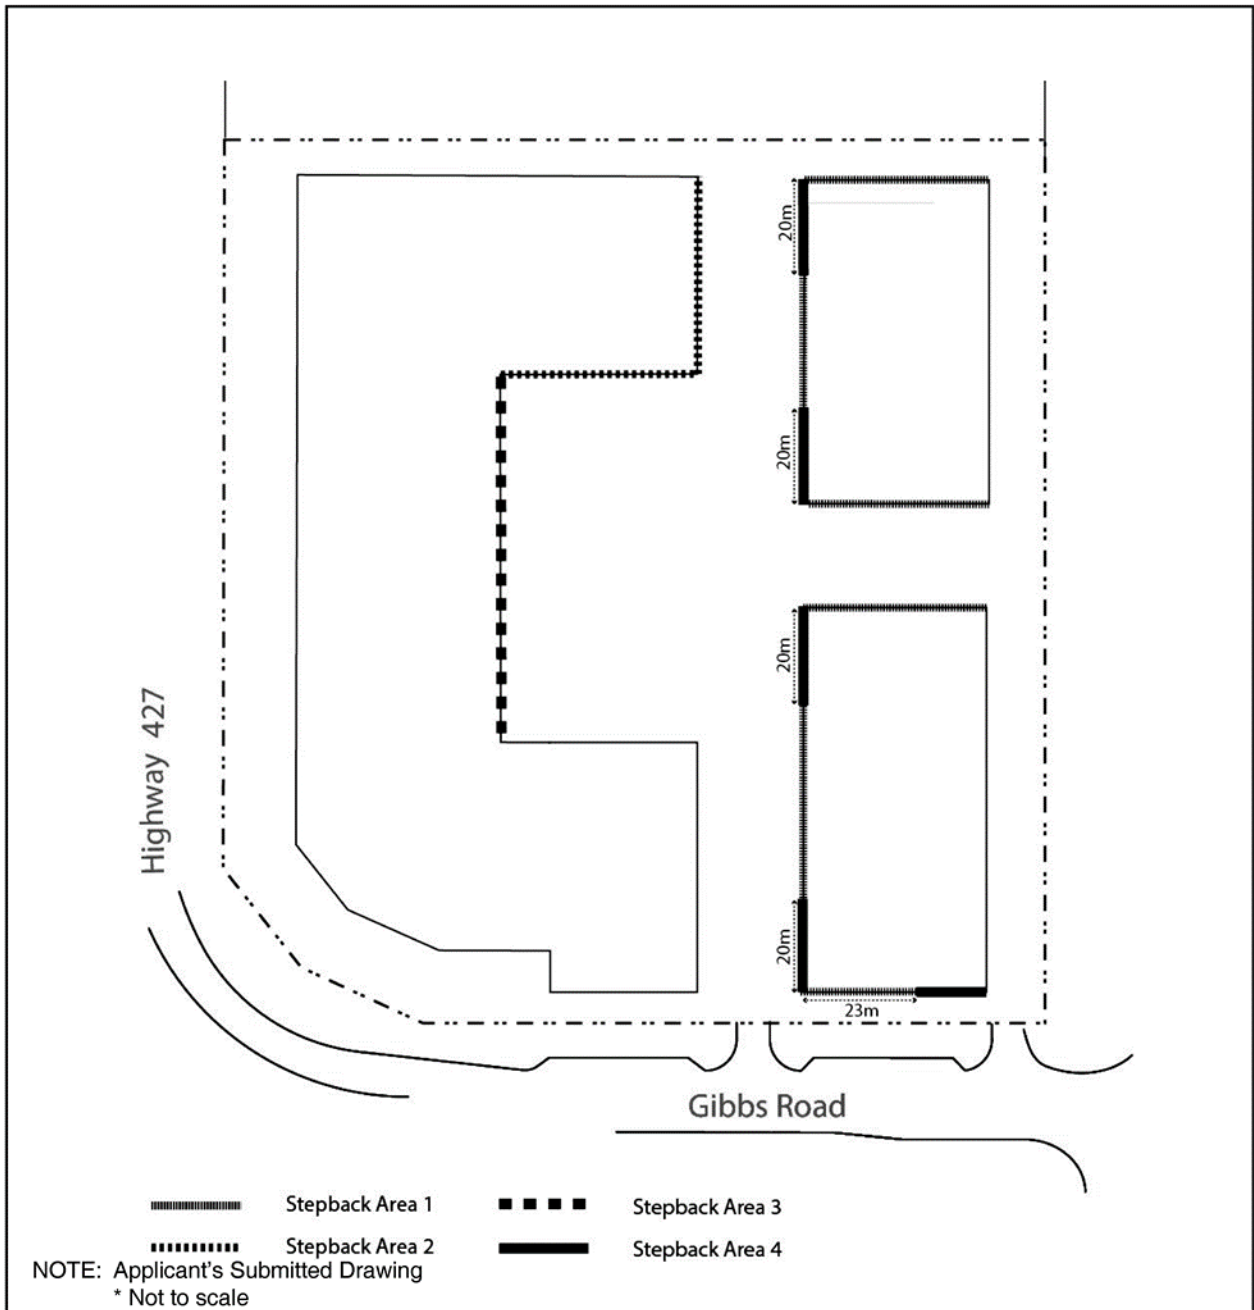 20m
20m
20m
Highway 427
20m
23m
Gibbs Road
Stepback Area 1
Stepback Area 3
Stepback Area 2
Stepback Area 4
NOTE: Applicant's Submitted Drawing
* Not to scale